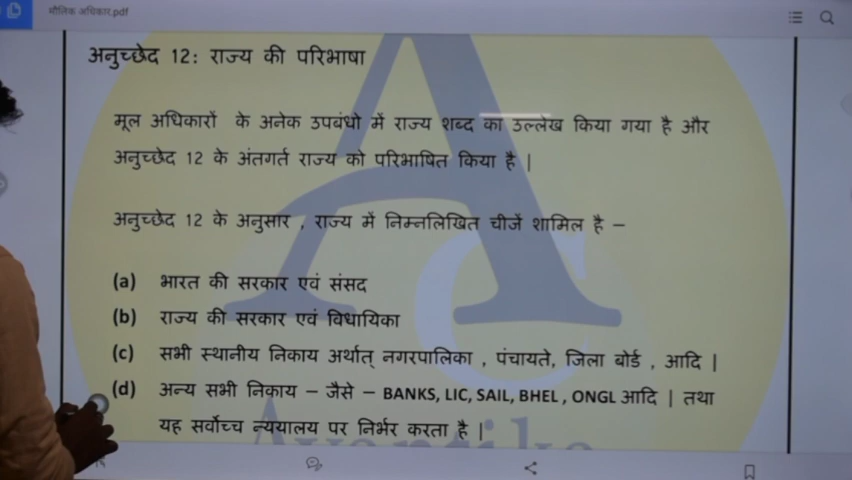 मौलिक अधिकार.pdf
अनुच्छेद 12: राज्य की परिभाषा
मूल अधिकारों के अनेक उपबंधो में राज्य शब्द का उल्लेख किया गया है और
अनुच्छेद 12 के अंतगर्त राज्य को परिभाषित किया है |
अनुच्छेद 12 के अनुसार , राज्य में निम्नलिखित चीजें शामिल है –
(a) भारत की सरकार एवं संसद
(b) राज्य की सरकार एवं विधायिका
(c) सभी स्थानीय निकाय अर्थात् नगरपालिका , पंचायते, जिला बोर्ड , आदि |
(d) अन्य सभी निकाय – जैसे – BANKS, LIC, SAIL, BHEL , ONGL आदि | तथा
यह सर्वोच्च न्ययालय पर निर्भर करता है |